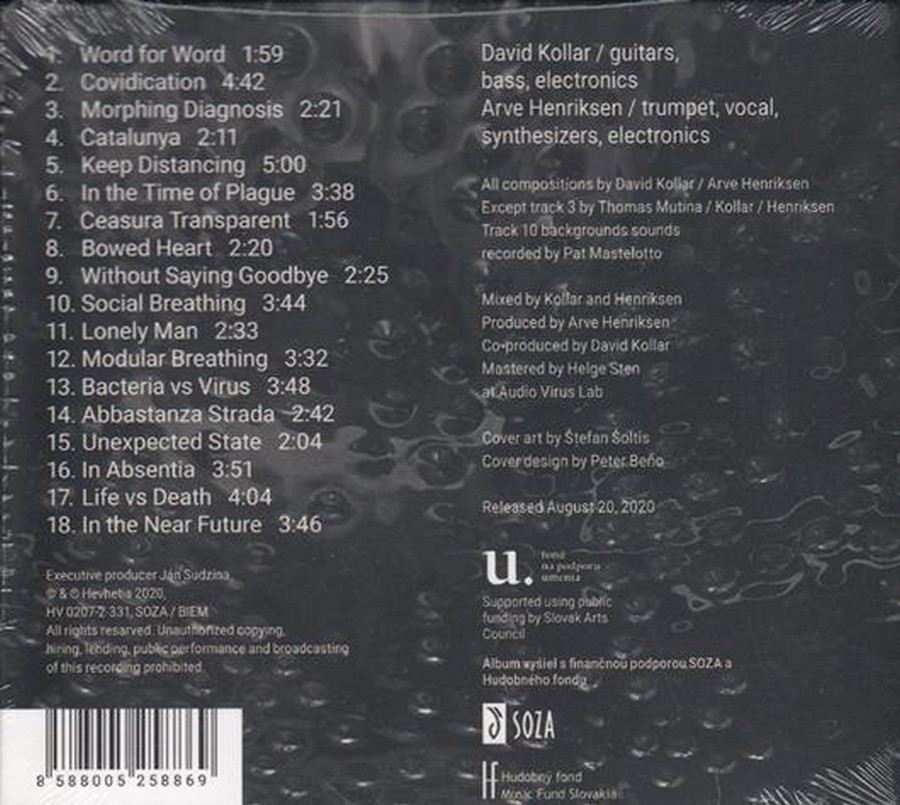 1. Word for Word 1:59
2. Covidication 4:42
3. Morphing Diagnosis 2:21
4. Catalunya 2:11
5. Keep Distancing 5:00
6. In the Time of Plague 3:38
7. Ceasura Transparent 1:56
8. Bowed Heart 2:20
9. Without Saying Goodbye 2:25
10. Social Breathing 3:44
11. Lonely Man 2:33
12. Modular Breathing 3:32
13. Bacteria vs Virus 3:48
14. Abbastanza Strada 2:42
15. Unexpected State 2:04
16. In Absentia 3:51
17. Life vs Death 4:04
18. In the Near Future 3:46
Executive producer Ján Sudzina
© & ℗ Hevhetia 2020,
HV 0207-2-331, SOZA / BIEM
All rights resarved. Unauthorized copying,
hiring, lending, public performance and broadcasting
of this recording prohibited.
8 588005 258869
David Kollar / guitars,
bass, electronics
Arve Henriksen / trumpet, vocal,
synthesizers, electronics
All compositions by David Kollar / Arve Henriksen
Except track 3 by Thomas Mutina / Kollar / Henriksen
Track 10 backgrounds sounds
recorded by Pat Mastelotto
Mixed by Kollar and Henriksen
Produced by Arve Henriksen
Co-produced by David Kollar
Mastered by Helge Sten
at Audio Virus Lab
Cover art by Štefan Šoltis
Cover design by Peter Beňo
Released August 20, 2020
u.
fond
na podporu
umenia
Supported using public
funding by Slovak Arts
Council
Album vyšiel s finančnou podporou SOZA a
Hudobného fondu
SOZA
Hudobný fond
Music Fund Slovakia